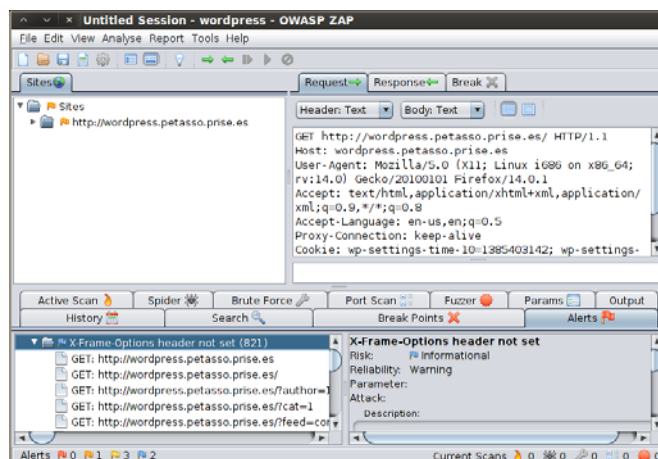 Untitled Session - wordpress - OWASP ZAP
File Edit View Analyse Report Tools Help
Sites
Request Response Break
Sites
http://wordpress.petasso.prise.es
Header: Text Body: Text
GET http://wordpress.petasso.prise.es/ HTTP/1.1
Host: wordpress.petasso.prise.es
User-Agent: Mozilla/5.0 (X11; Linux i686 on x86_64;
rv:14.0) Gecko/20100101 Firefox/14.0.1
Accept: text/html,application/xhtml+xml,application/
xml;q=0.9,*/*;q=0.8
Accept-Language: en-us,en;q=0.5
Proxy-Connection: keep-alive
Cookie: wp-settings-time-10=1385403142; wp-settings-
Active Scan Spider Brute Force Port Scan Fuzzer Params Output
History Search Break Points Alerts
X-Frame-Options header not set (821)
GET: http://wordpress.petasso.prise.es
GET: http://wordpress.petasso.prise.es/
GET: http://wordpress.petasso.prise.es/?author=1
GET: http://wordpress.petasso.prise.es/?cat=1
GET: http://wordpress.petasso.prise.es/?feed=con
X-Frame-Options header not set
Risk: Informational
Reliability: Warning
Parameter:
Attack:
Description:
Alerts 0 1 3 2 Current Scans 0 0 0 0 0